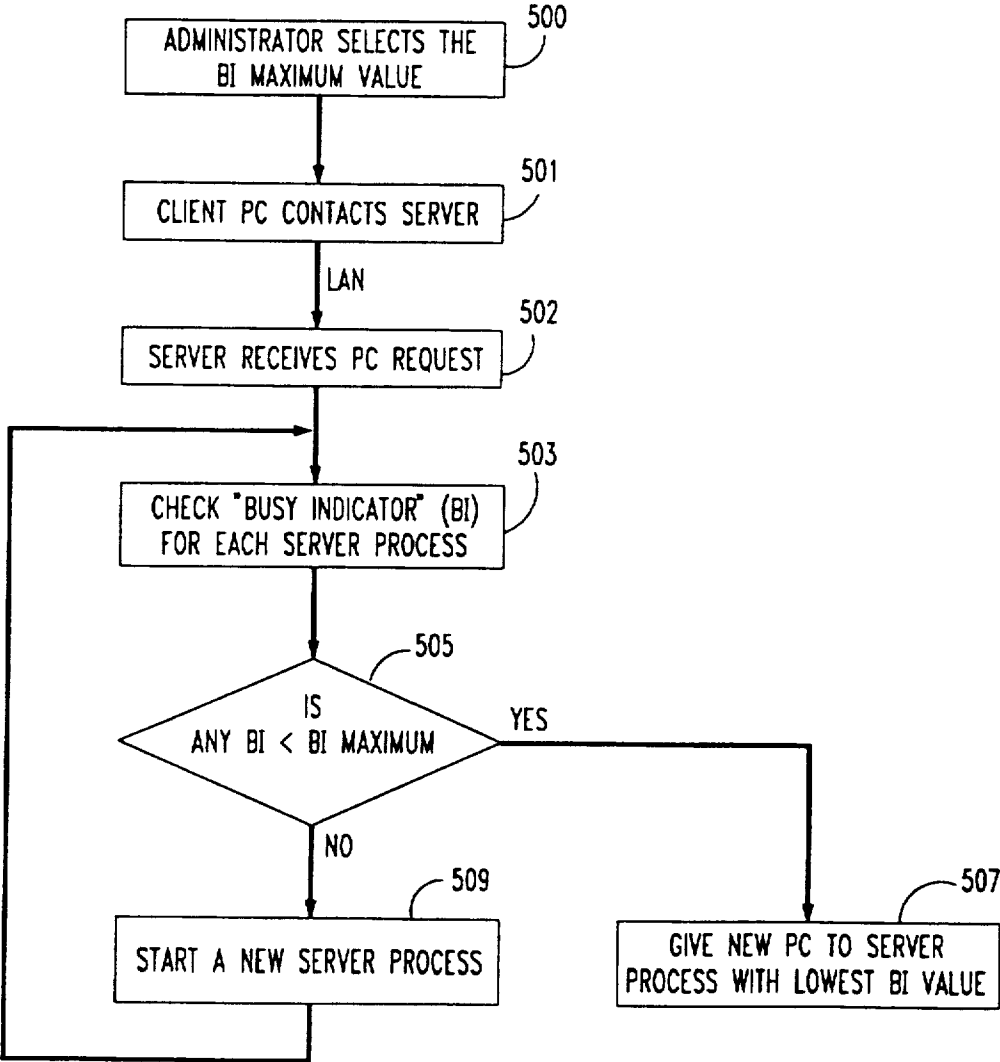 500
ADMINISTRATOR SELECTS THE
BI MAXIMUM VALUE
501
CLIENT PC CONTACTS SERVER
LAN
502
SERVER RECEIVES PC REQUEST
503
CHECK "BUSY INDICATOR" (BI)
FOR EACH SERVER PROCESS
505
IS
ANY BI < BI MAXIMUM
YES
NO
509
START A NEW SERVER PROCESS
507
GIVE NEW PC TO SERVER
PROCESS WITH LOWEST BI VALUE